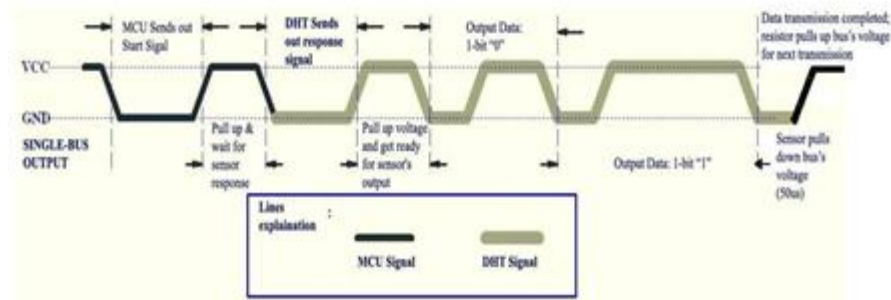 MCU Sends out
Start Sigal
DHT Sends
out response
signal
Output Data:
1-bit "0"
Data transmission completed,
resistor pulls up bus's voltage
for next transmission
VCC
GND
SINGLE-BUS
OUTPUT
Pull up &
wait for
sensor
response
Pull up voltage
and get ready
for sensor's
output
Output Data: 1-bit "1"
Sensor pulls
down bus's
voltage
(50us)
Lines
explaination
:
MCU Signal
DHT Signal